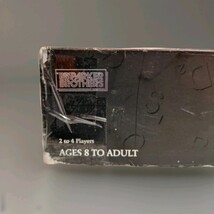 PARKER
BROTHERS
2 to 4 Players
AGES 8 TO ADULT